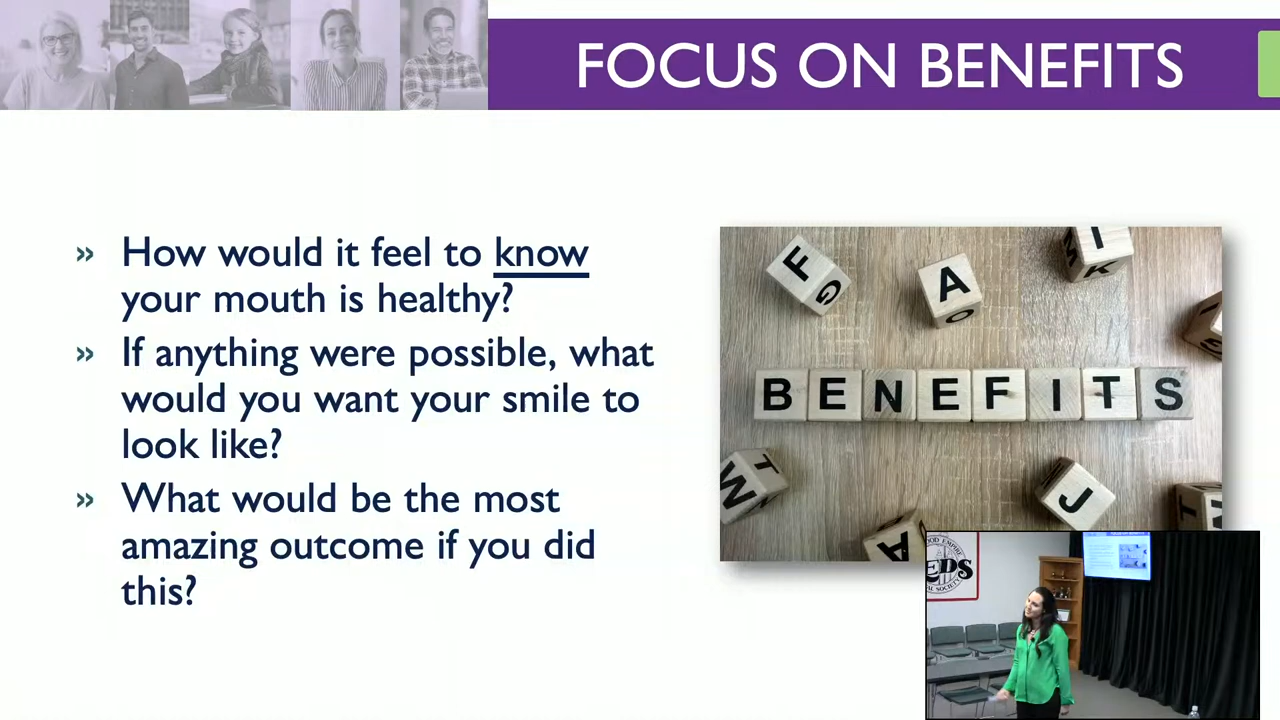 FOCUS ON BENEFITS
» How would it feel to know
your mouth is healthy?
» If anything were possible, what
would you want your smile to
look like?
» What would be the most
amazing outcome if you did
this?
F
G
A
O
I
K
BENEFITS
W
T
J
A
T